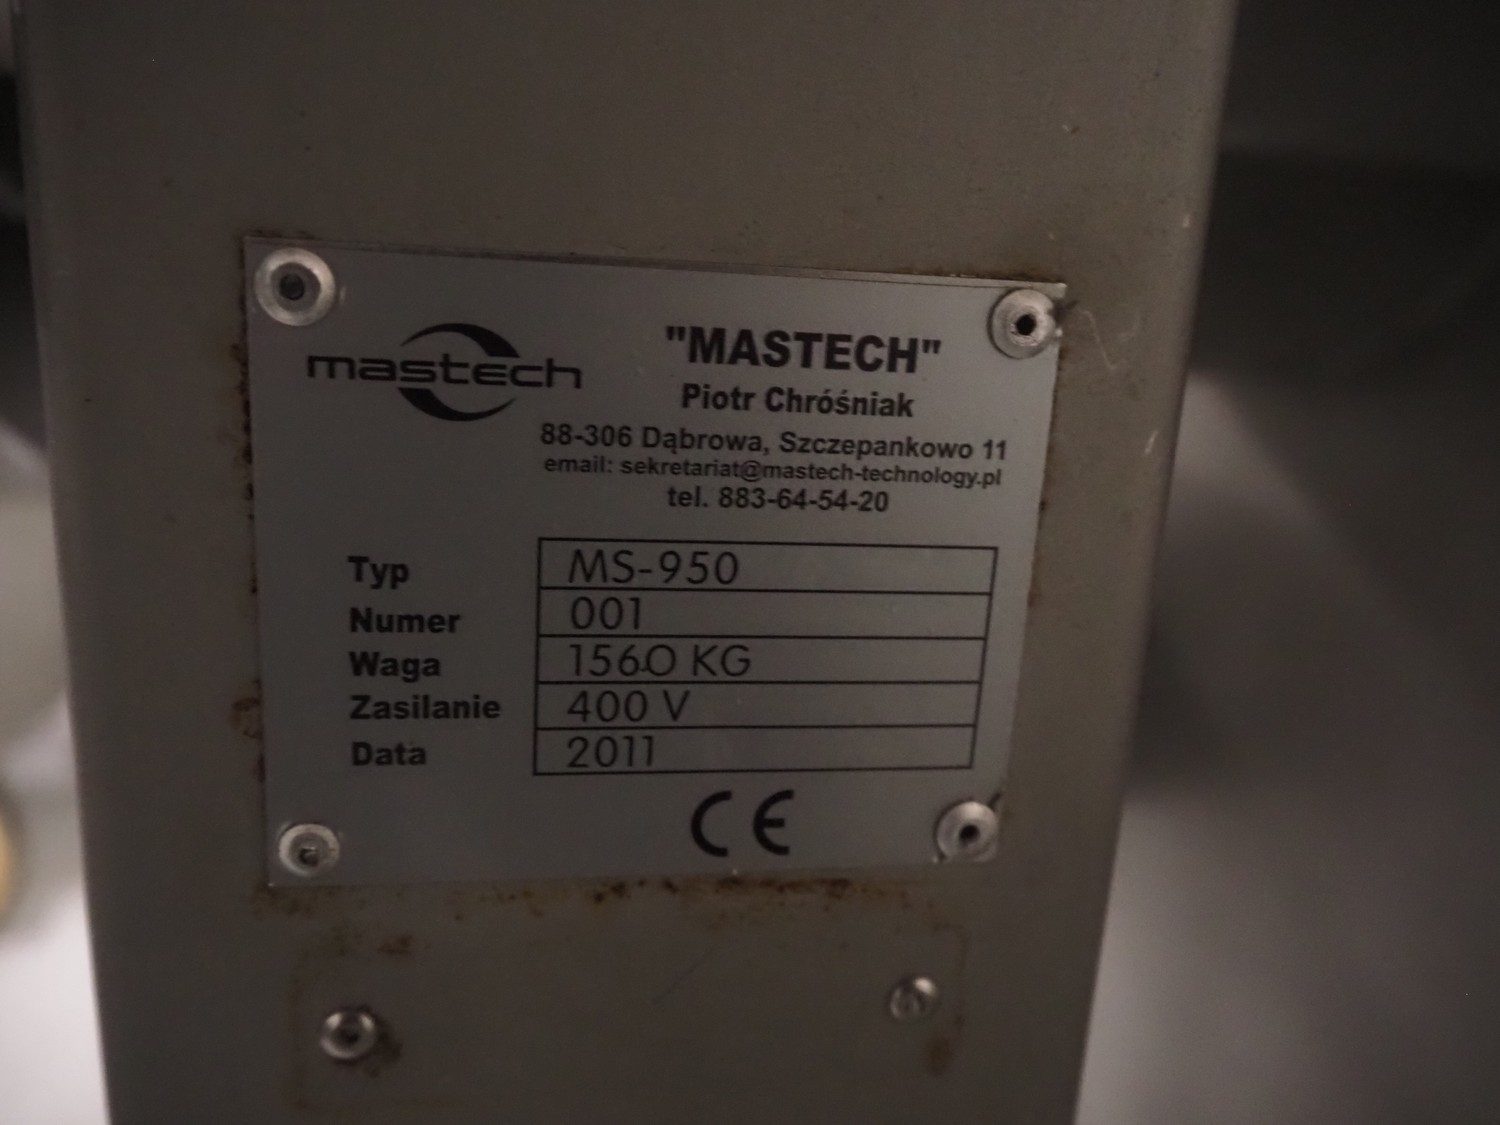 mastech
"MASTECH"
Piotr Chróśniak
88-306 Dąbrowa, Szczepankowo 11
email: sekretariat@mastech-technology.pl
tel. 883-64-54-20
Typ MS-950
Numer 001
Waga 1560 KG
Zasilanie 400 V
Data 2011
CE